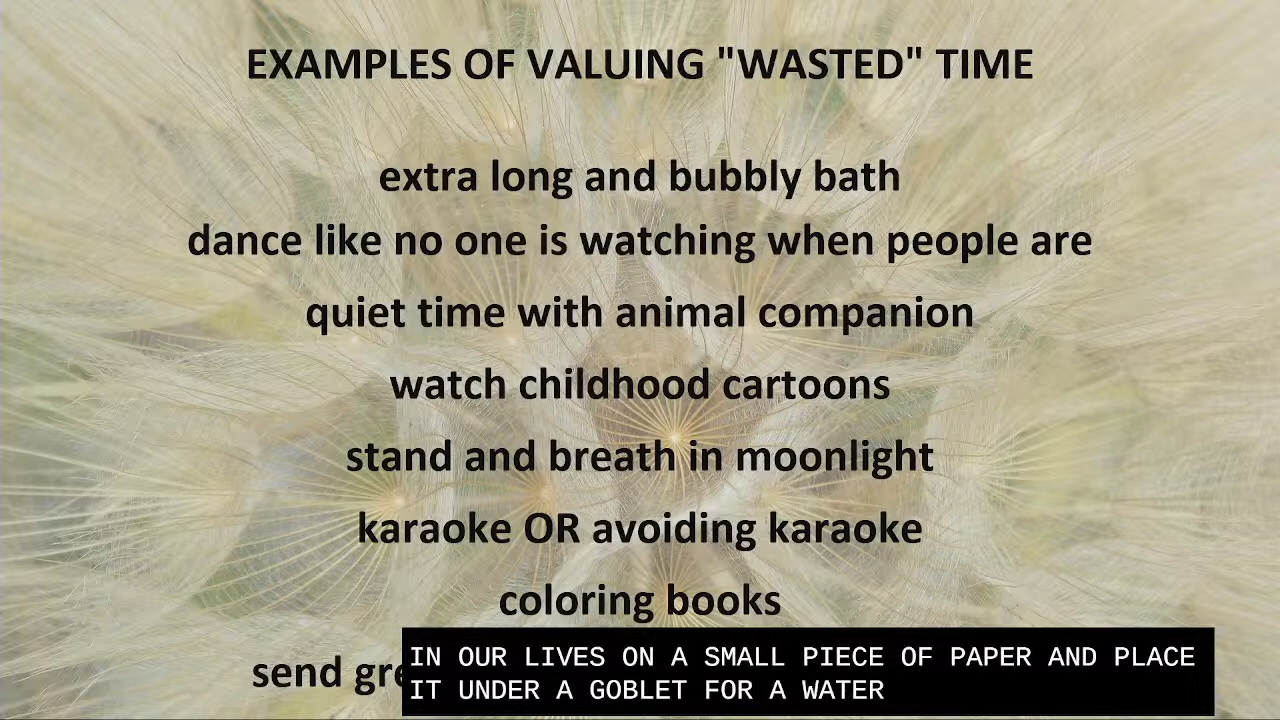 EXAMPLES OF VALUING "WASTED" TIME
extra long and bubbly bath
dance like no one is watching when people are
quiet time with animal companion
watch childhood cartoons
stand and breath in moonlight
karaoke OR avoiding karaoke
coloring books
send
IN OUR LIVES ON A SMALL PIECE OF PAPER AND PLACE
IT UNDER A GOBLET FOR A WATER